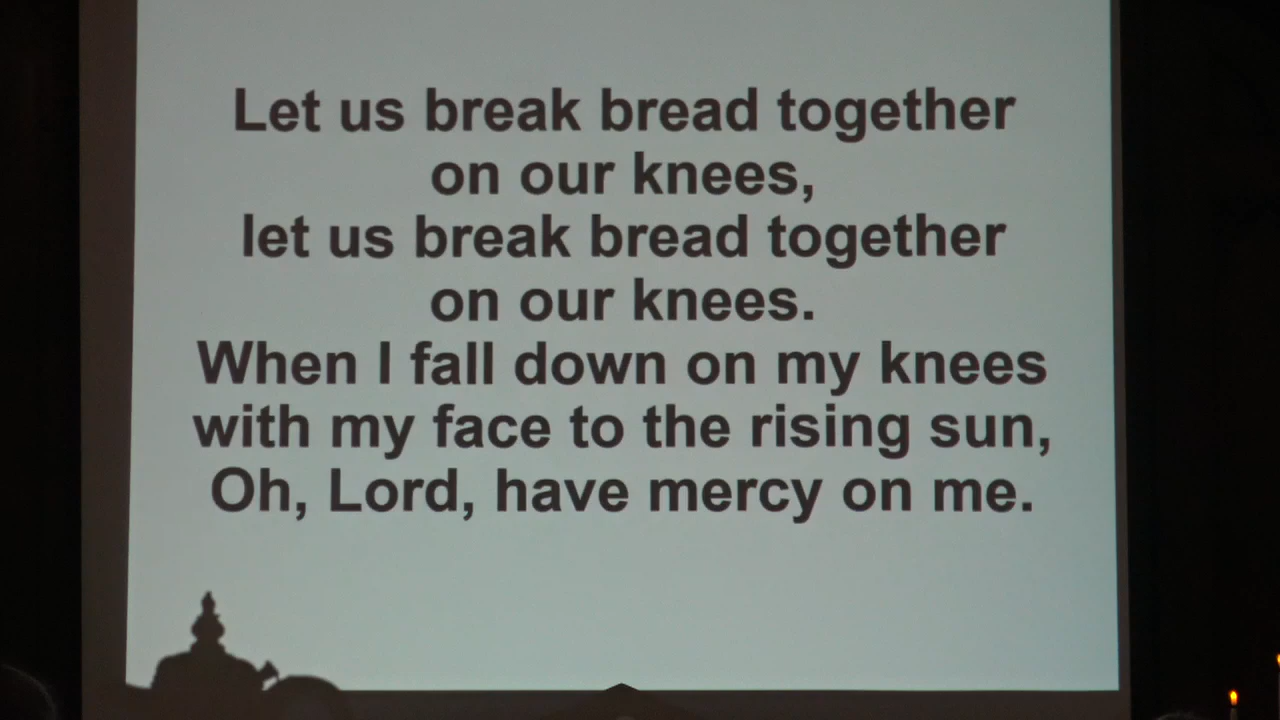 Let us break bread together
on our knees,
let us break bread together
on our knees.
When I fall down on my knees
with my face to the rising sun,
Oh, Lord, have mercy on me.